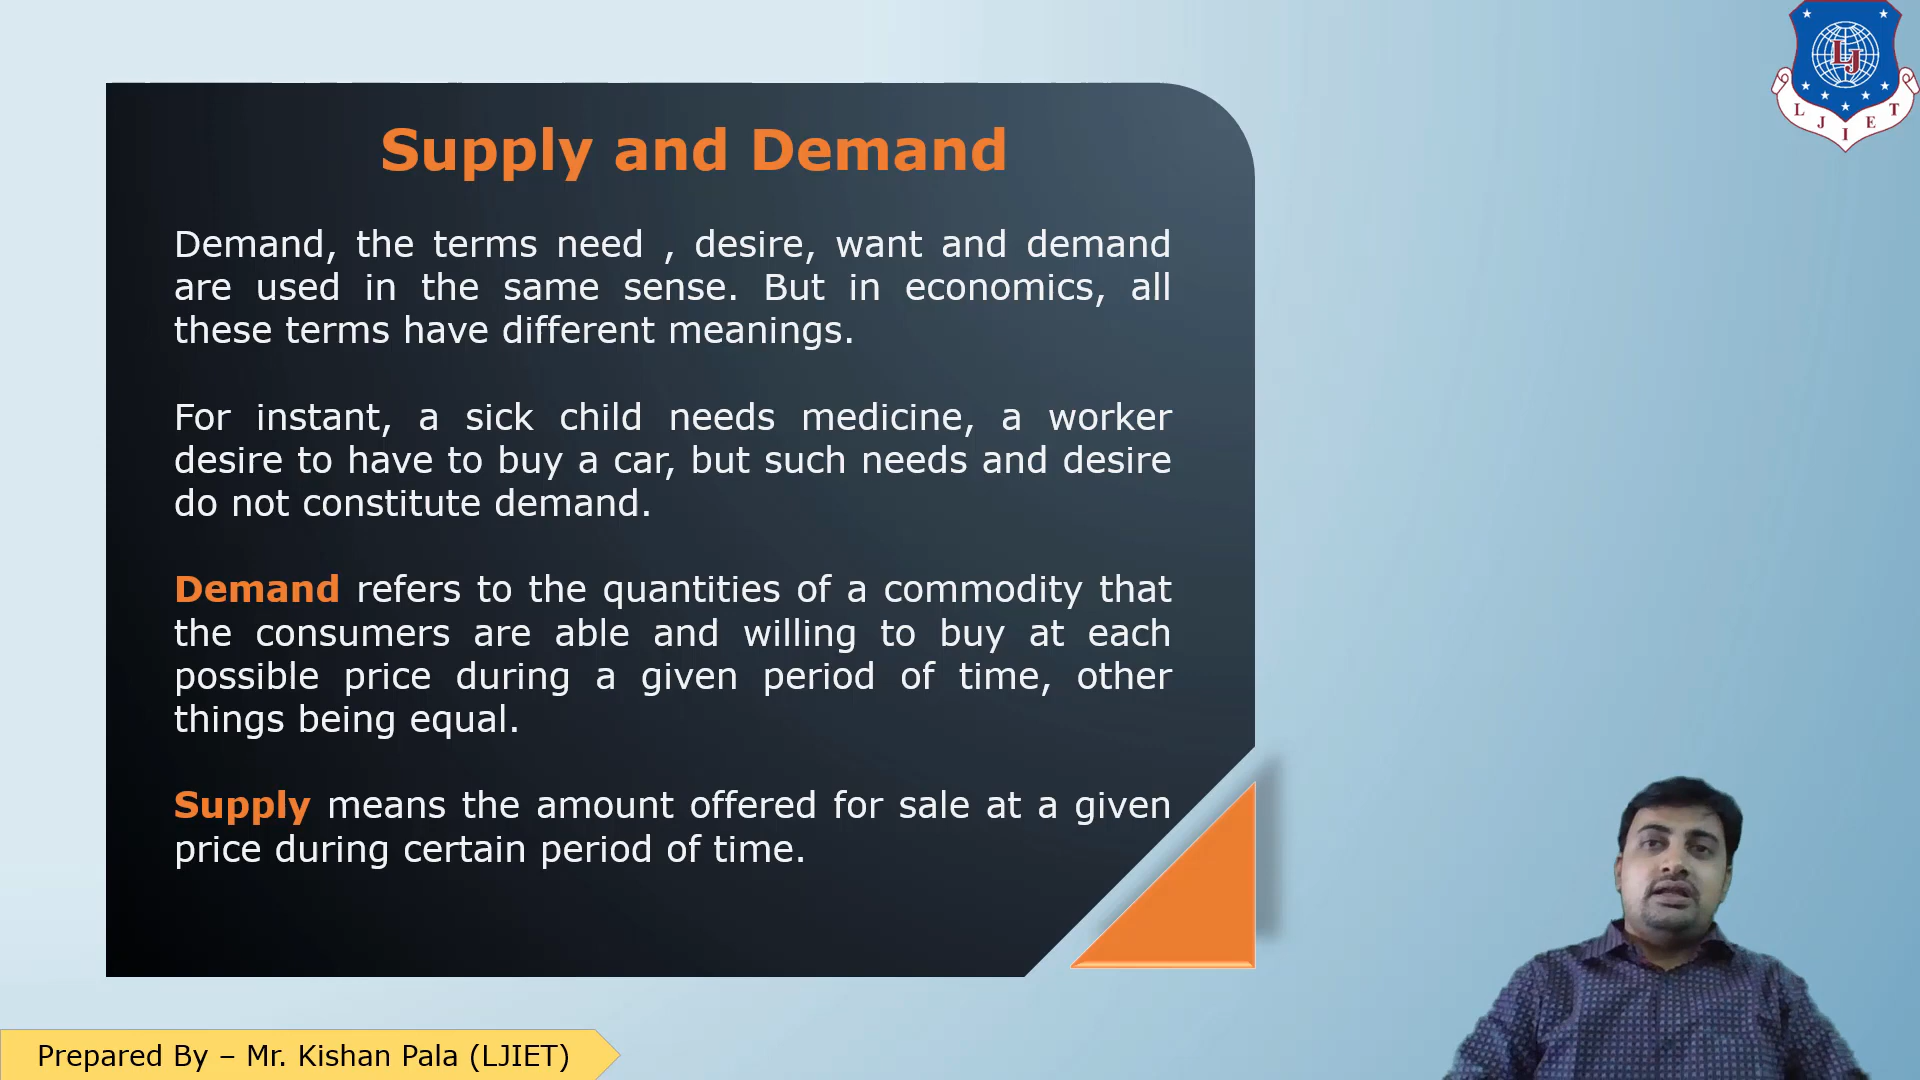 Supply and Demand
Demand, the terms need , desire, want and demand
are used in the same sense. But in economics, all
these terms have different meanings.
For instant, a sick child needs medicine, a worker
desire to have to buy a car, but such needs and desire
do not constitute demand.
Demand refers to the quantities of a commodity that
the consumers are able and willing to buy at each
possible price during a given period of time, other
things being equal.
Supply means the amount offered for sale at a given
price during certain period of time.
Prepared By – Mr. Kishan Pala (LJIET)
LJ
L J I E T